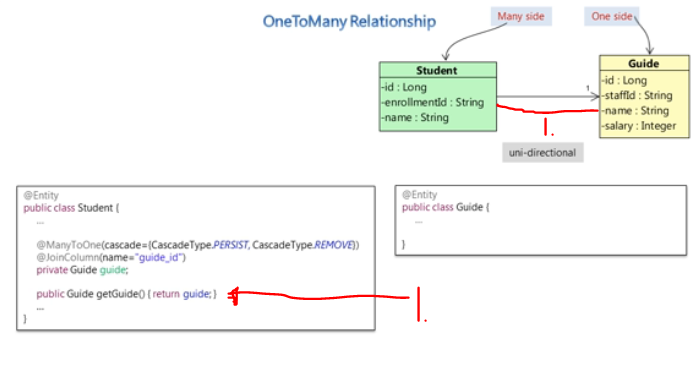 OneToMany Relationship
Many side
One side
Student
-id : Long
-enrollmentId : String
-name : String
1
Guide
-id : Long
-staffId : String
-name : String
-salary : Integer
1.
uni-directional
@Entity
public class Student {
...
@ManyToOne(cascade={CascadeType.PERSIST, CascadeType.REMOVE})
@JoinColumn(name="guide_id")
private Guide guide;
public Guide getGuide() { return guide; }
...
}
1.
@Entity
public class Guide {
...
}